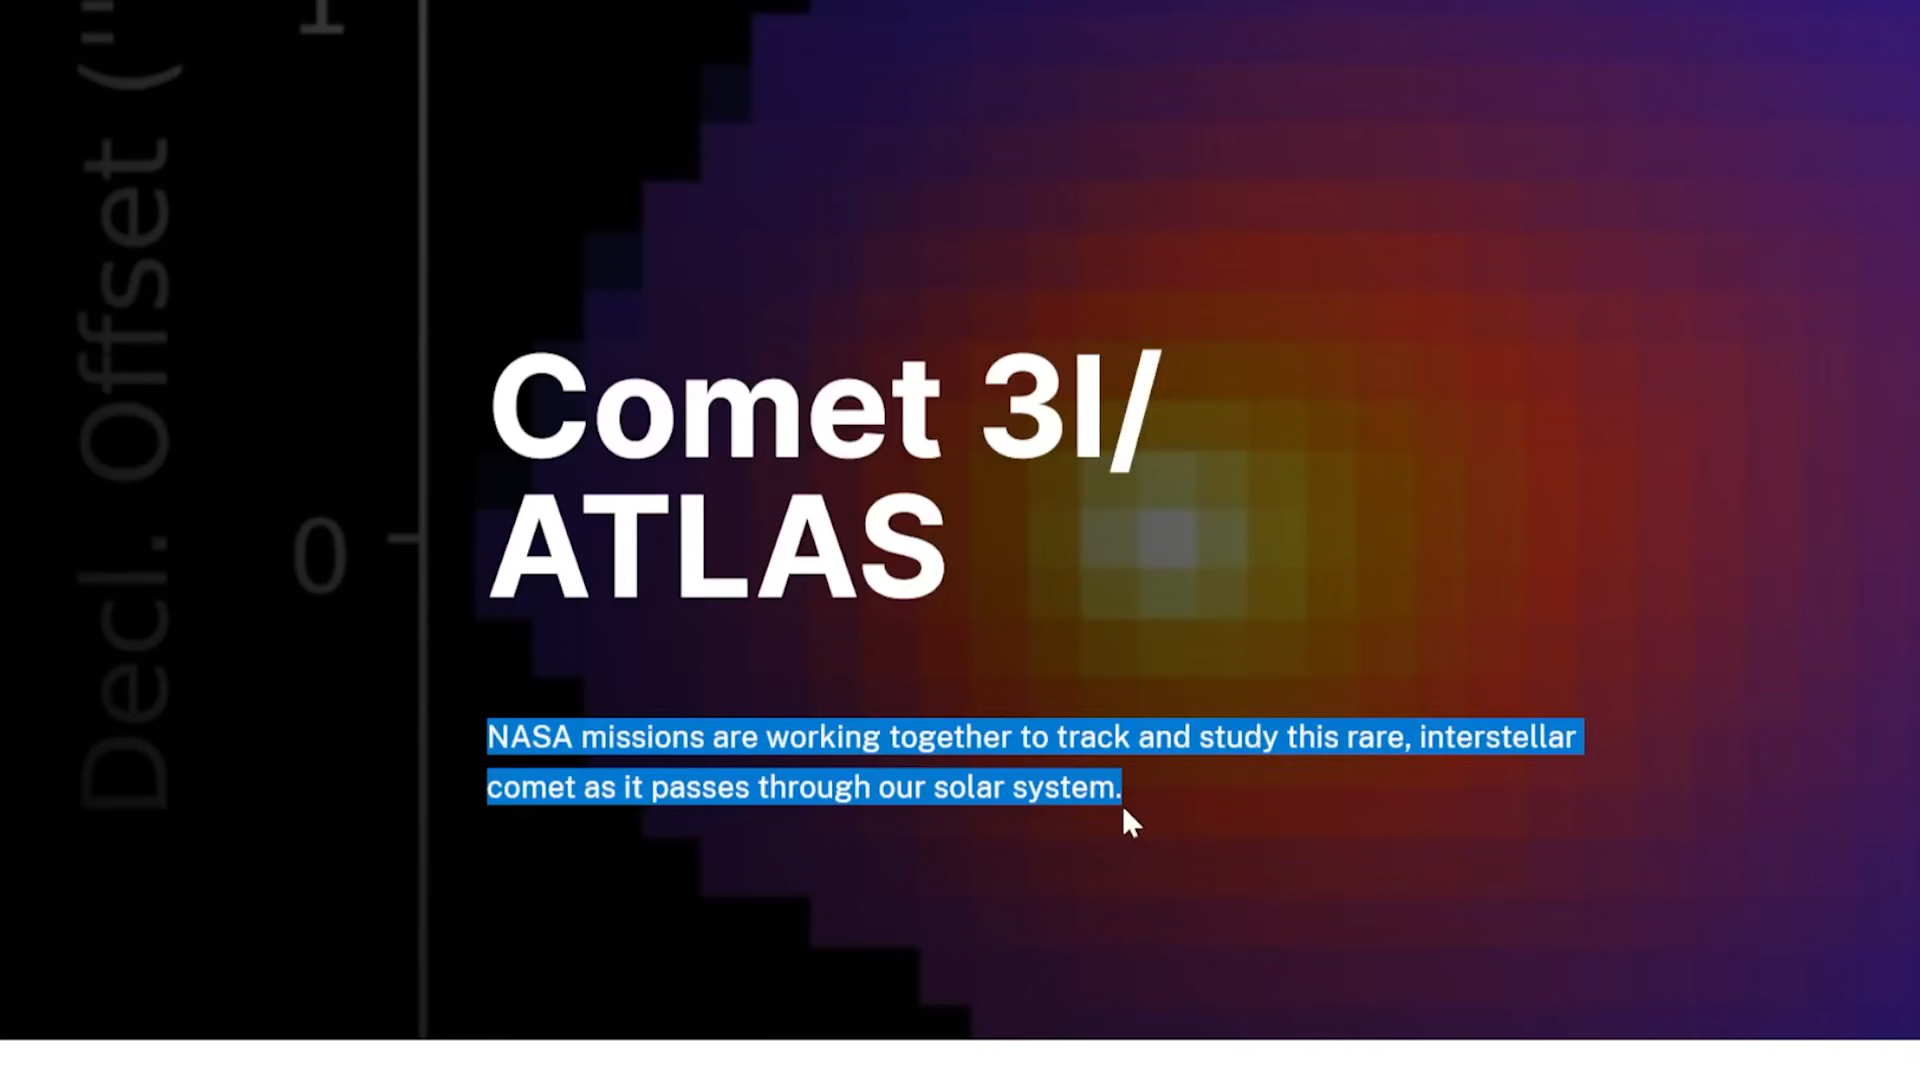 1
Decl. Offset ("
0
Comet 3I/
ATLAS
NASA missions are working together to track and study this rare, interstellar
comet as it passes through our solar system.